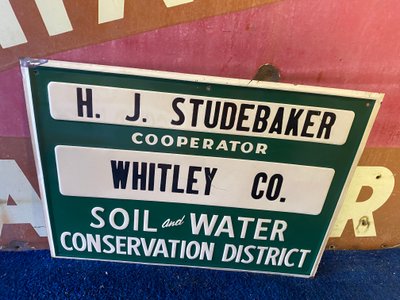 H. J. STUDEBAKER
COOPERATOR
WHITLEY CO.
SOIL and WATER
CONSERVATION DISTRICT